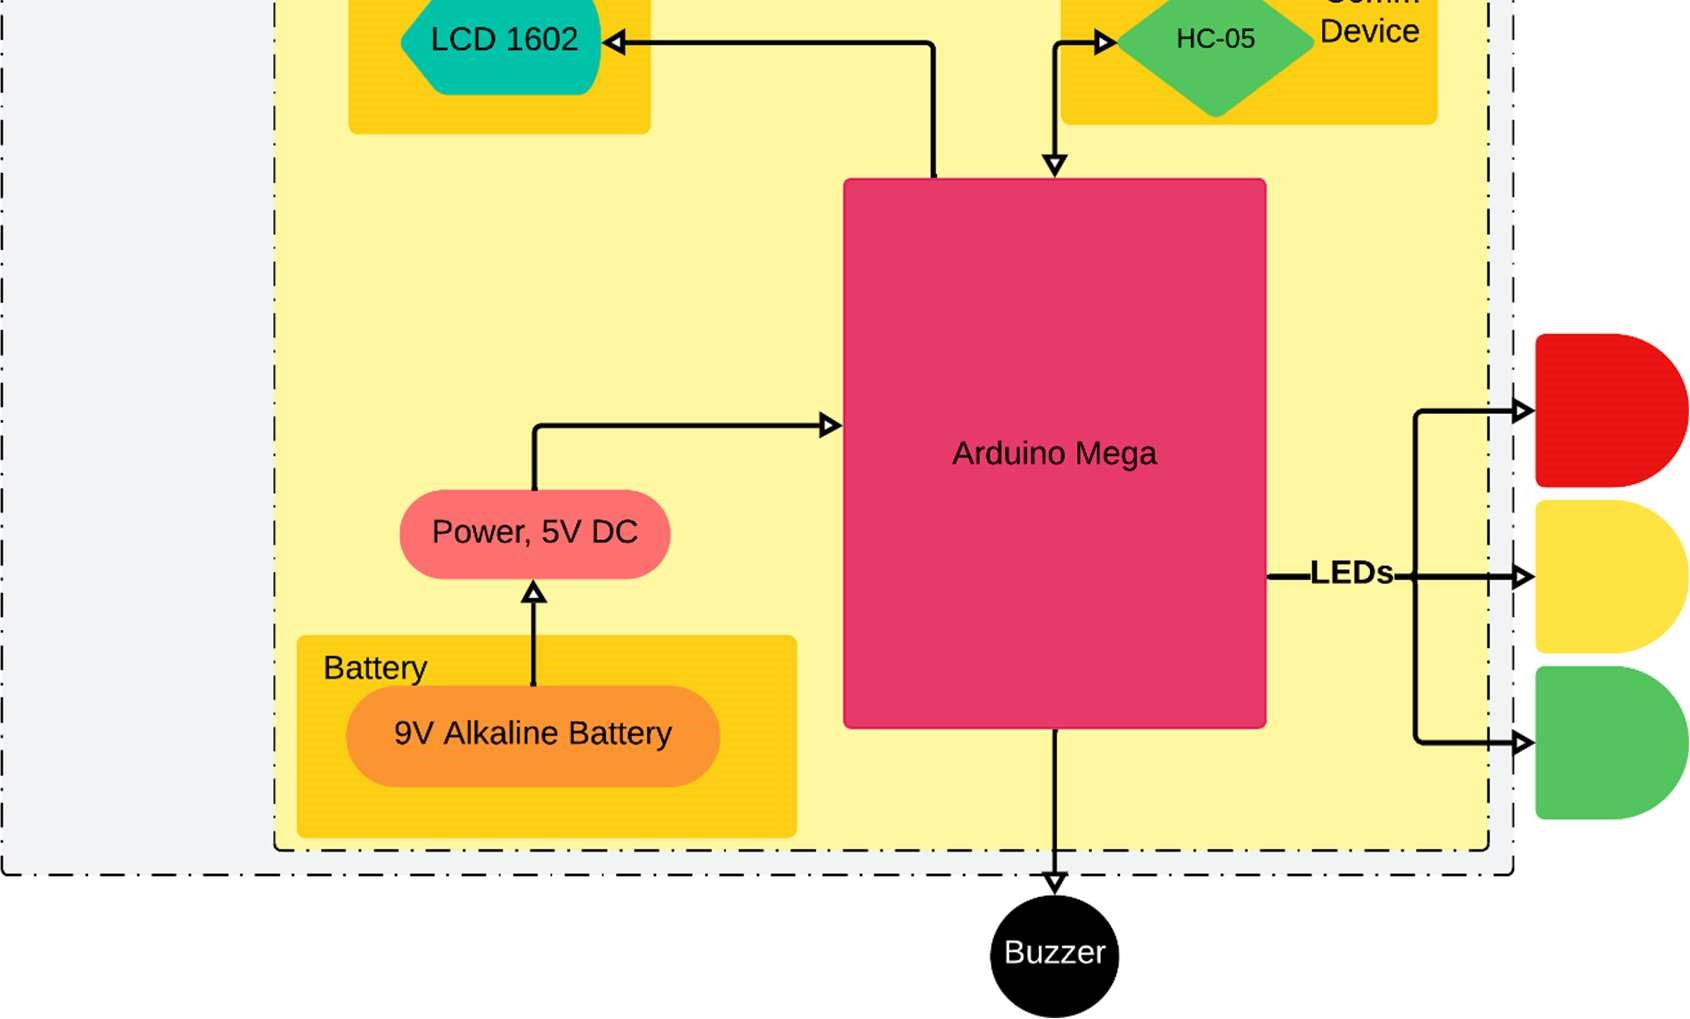 LCD 1602
HC-05
Device
Arduino Mega
Power, 5V DC
LEDs
Battery
9V Alkaline Battery
Buzzer